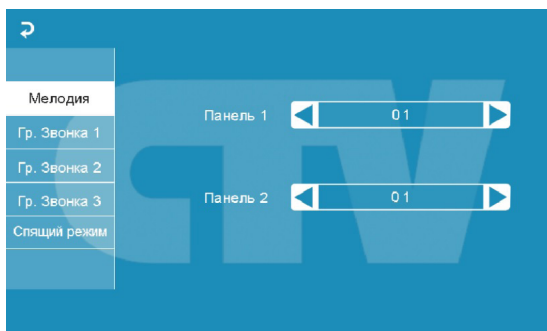 Мелодия
Гр. Звонка 1
Гр. Звонка 2
Гр. Звонка 3
Спящий режим
Панель 1 01
Панель 2 01
CTV